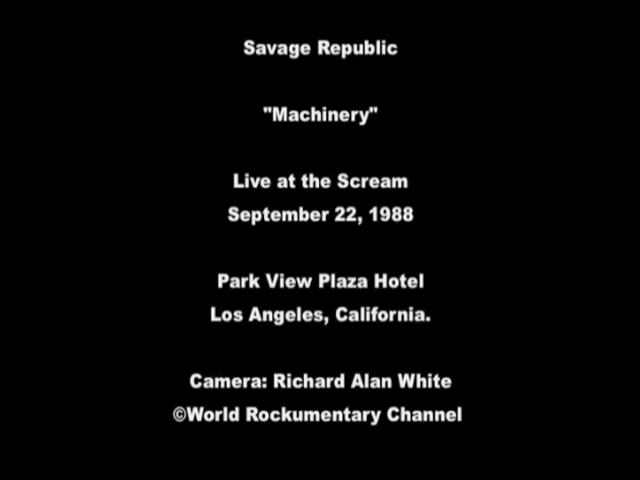 Savage Republic
"Machinery"
Live at the Scream
September 22, 1988
Park View Plaza Hotel
Los Angeles, California.
Camera: Richard Alan White
©World Rockumentary Channel